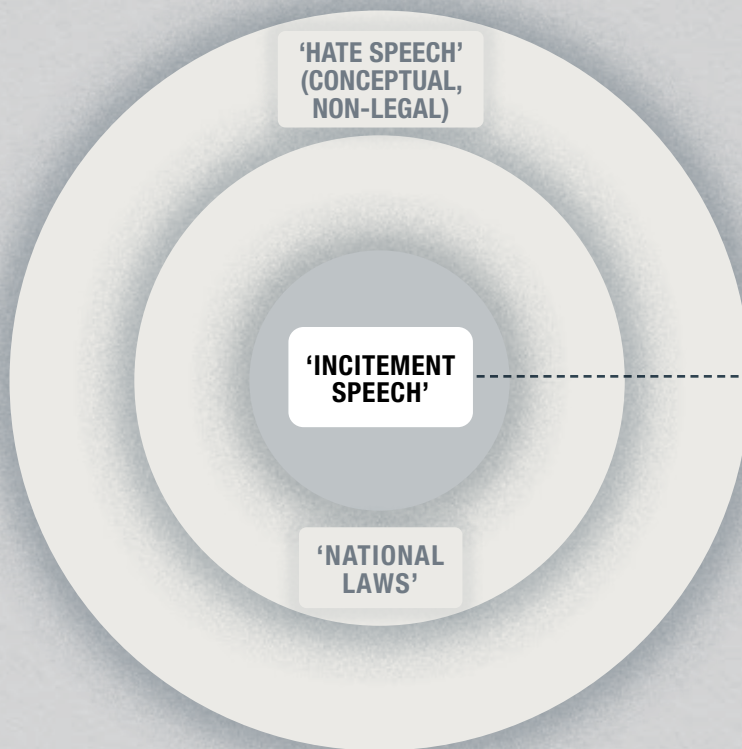 ‘HATE SPEECH’
(CONCEPTUAL,
NON-LEGAL)
‘INCITEMENT
SPEECH’
‘NATIONAL
LAWS’